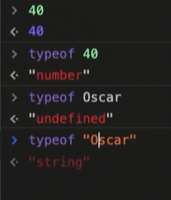 > 40
<· 40
> typeof 40
<· "number"
> typeof Oscar
<· "undefined"
> typeof "Oscar"
<· "string"